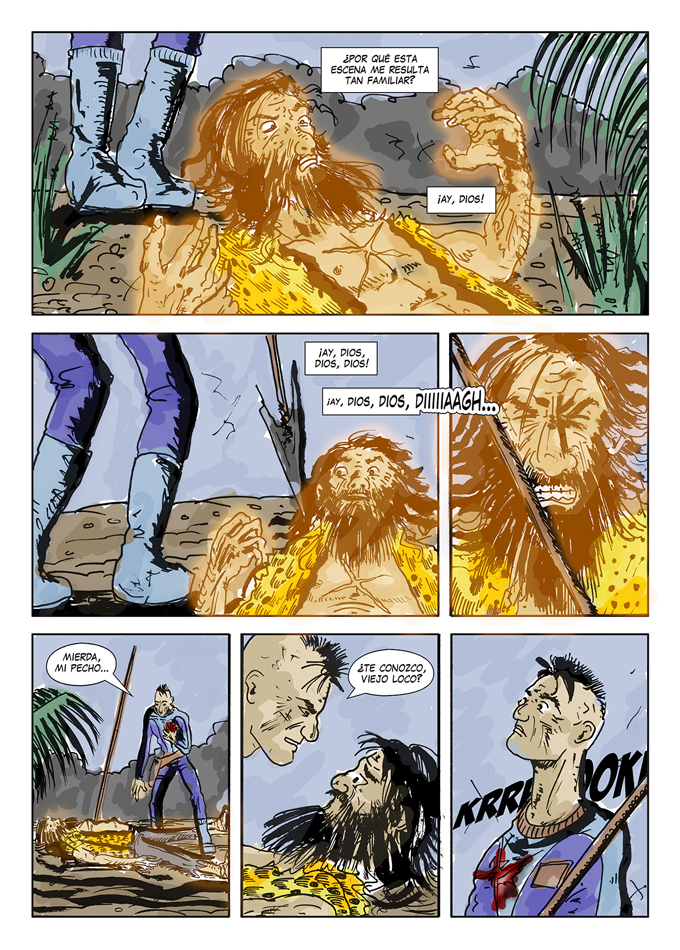 ¿POR QUÉ ESTA
ESCENA ME RESULTA
TAN FAMILIAR?
¡AY, DIOS!
¡AY, DIOS,
DIOS, DIOS!
¡AY, DIOS, DIOS, DIIIIIAAGH...
MIERDA,
MI PECHO...
¿TE CONOZCO,
VIEJO LOCO?